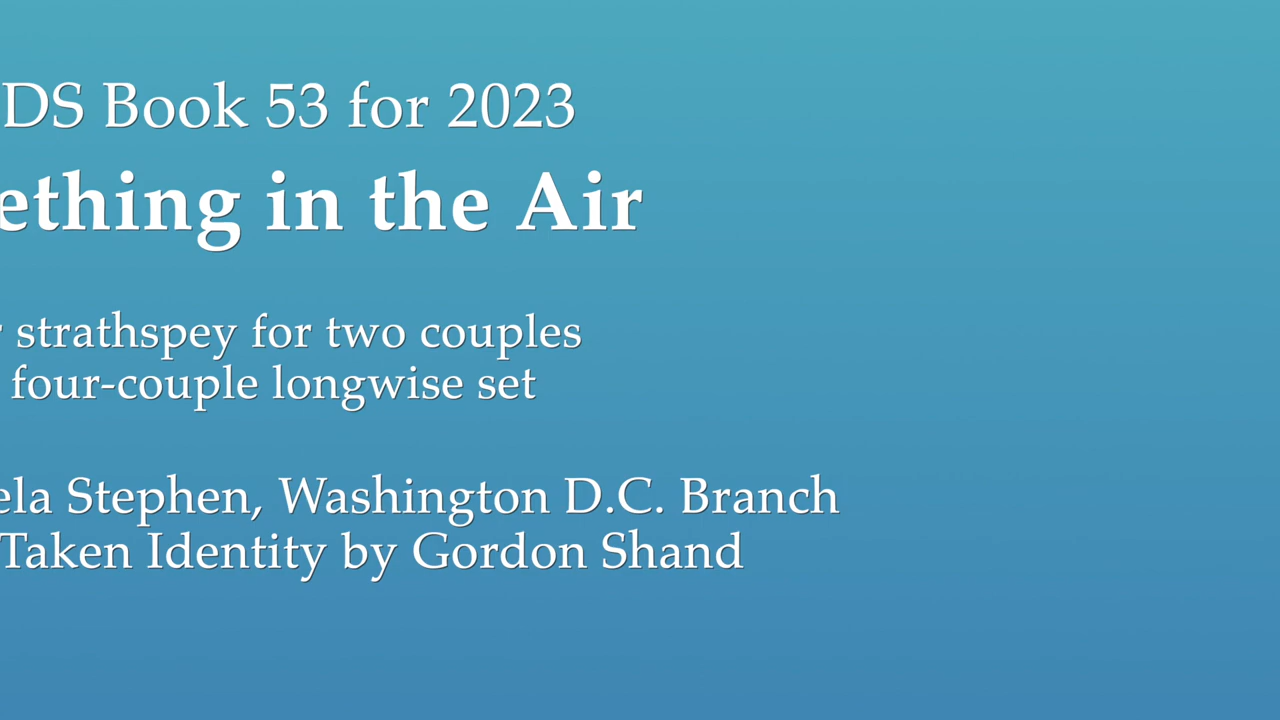 DS Book 53 for 2023
ething in the Air
strathspey for two couples
four-couple longwise set
ela Stephen, Washington D.C. Branch
Taken Identity by Gordon Shand